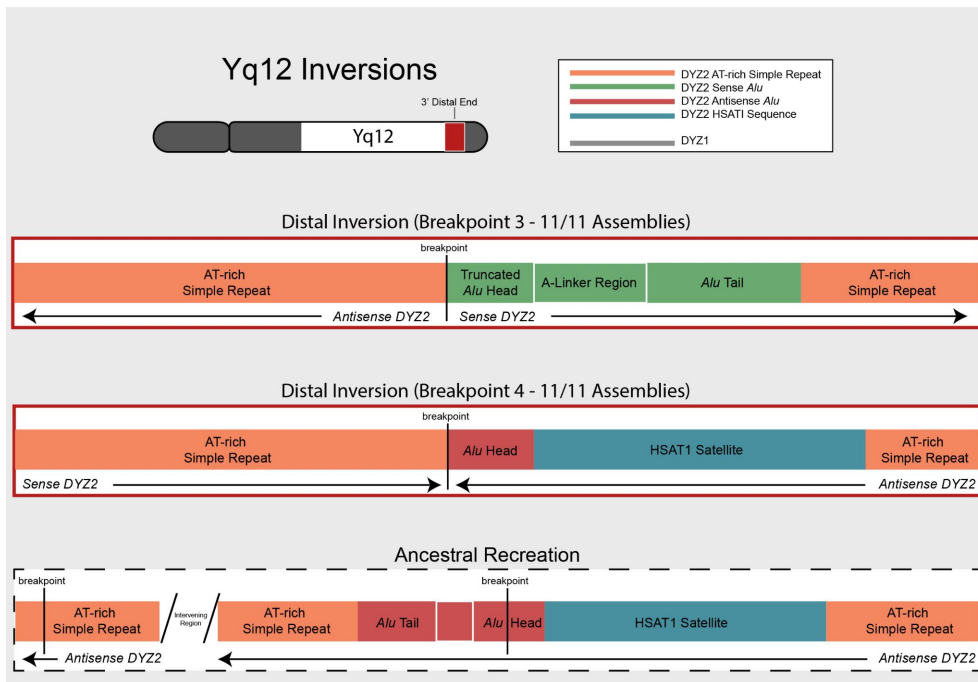 Yq12 Inversions
3' Distal End
Yq12
DYZ2 AT-rich Simple Repeat
DYZ2 Sense Alu
DYZ2 Antisense Alu
DYZ2 HSATI Sequence
DYZ1
Distal Inversion (Breakpoint 3 - 11/11 Assemblies)
breakpoint
AT-rich
Simple Repeat
Truncated
Alu Head
A-Linker Region
Alu Tail
AT-rich
Simple Repeat
Antisense DYZ2
Sense DYZ2
Distal Inversion (Breakpoint 4 - 11/11 Assemblies)
breakpoint
AT-rich
Simple Repeat
Alu Head
HSAT1 Satellite
AT-rich
Simple Repeat
Sense DYZ2
Antisense DYZ2
Ancestral Recreation
breakpoint
breakpoint
AT-rich
Simple Repeat
Intervening
Region
AT-rich
Simple Repeat
Alu Tail
Alu Head
HSAT1 Satellite
AT-rich
Simple Repeat
Antisense DYZ2
Antisense DYZ2